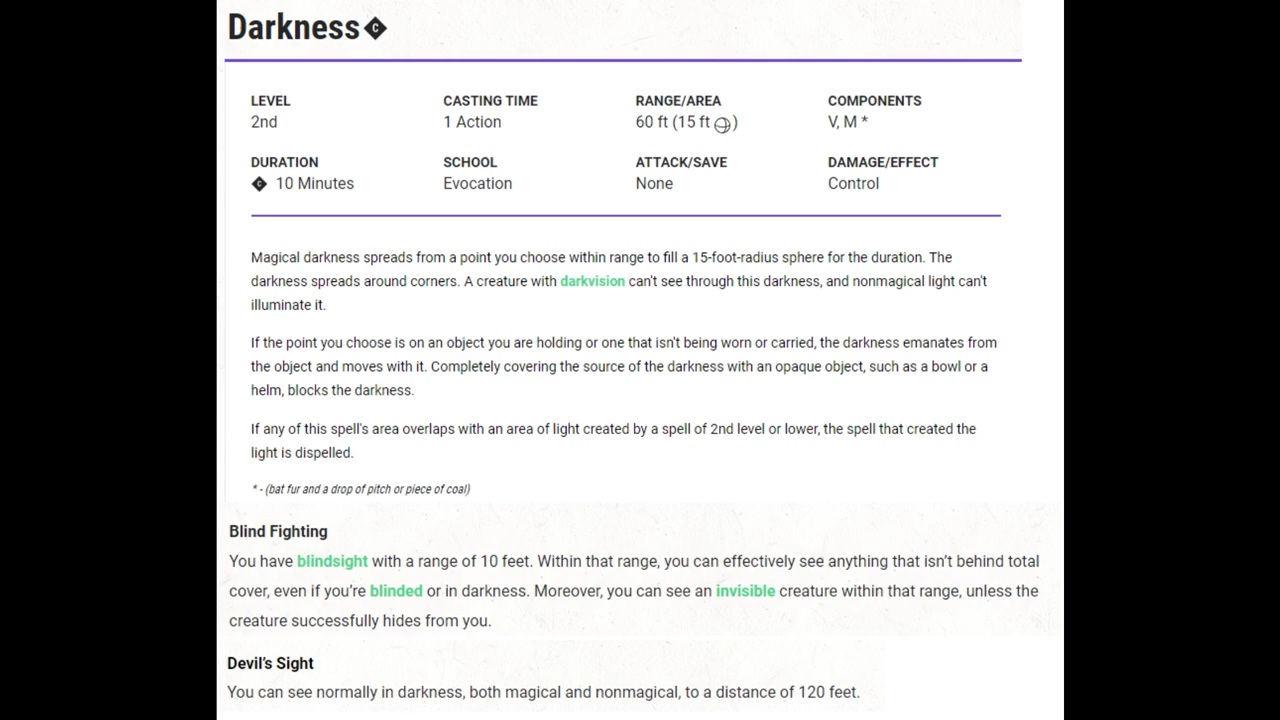 Darkness C
LEVEL CASTING TIME RANGE/AREA COMPONENTS
2nd 1 Action 60 ft (15 ft ) V, M *
DURATION SCHOOL ATTACK/SAVE DAMAGE/EFFECT
C 10 Minutes Evocation None Control
Magical darkness spreads from a point you choose within range to fill a 15-foot-radius sphere for the duration. The
darkness spreads around corners. A creature with darkvision can't see through this darkness, and nonmagical light can't
illuminate it.
If the point you choose is on an object you are holding or one that isn't being worn or carried, the darkness emanates from
the object and moves with it. Completely covering the source of the darkness with an opaque object, such as a bowl or a
helm, blocks the darkness.
If any of this spell's area overlaps with an area of light created by a spell of 2nd level or lower, the spell that created the
light is dispelled.
* - (bat fur and a drop of pitch or piece of coal)
Blind Fighting
You have blindsight with a range of 10 feet. Within that range, you can effectively see anything that isn’t behind total
cover, even if you’re blinded or in darkness. Moreover, you can see an invisible creature within that range, unless the
creature successfully hides from you.
Devil’s Sight
You can see normally in darkness, both magical and nonmagical, to a distance of 120 feet.